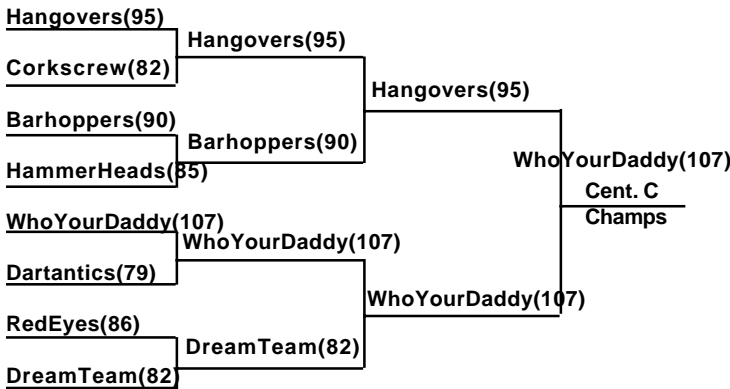 Hangovers(95)
Corkscrew(82)
Barhoppers(90)
HammerHeads(85)
WhoYourDaddy(107)
Dartantics(79)
RedEyes(86)
DreamTeam(82)
Hangovers(95)
Barhoppers(90)
WhoYourDaddy(107)
DreamTeam(82)
Hangovers(95)
WhoYourDaddy(107)
WhoYourDaddy(107)
Cent. C
Champs